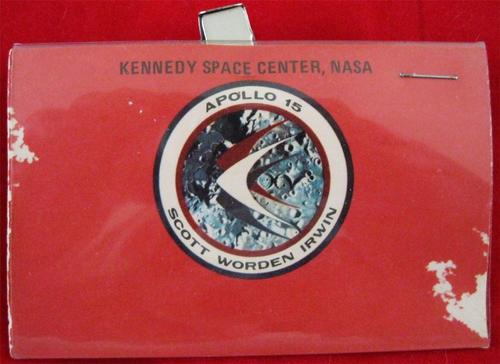 KENNEDY SPACE CENTER, NASA
APOLLO 15
SCOTT WORDEN IRWIN